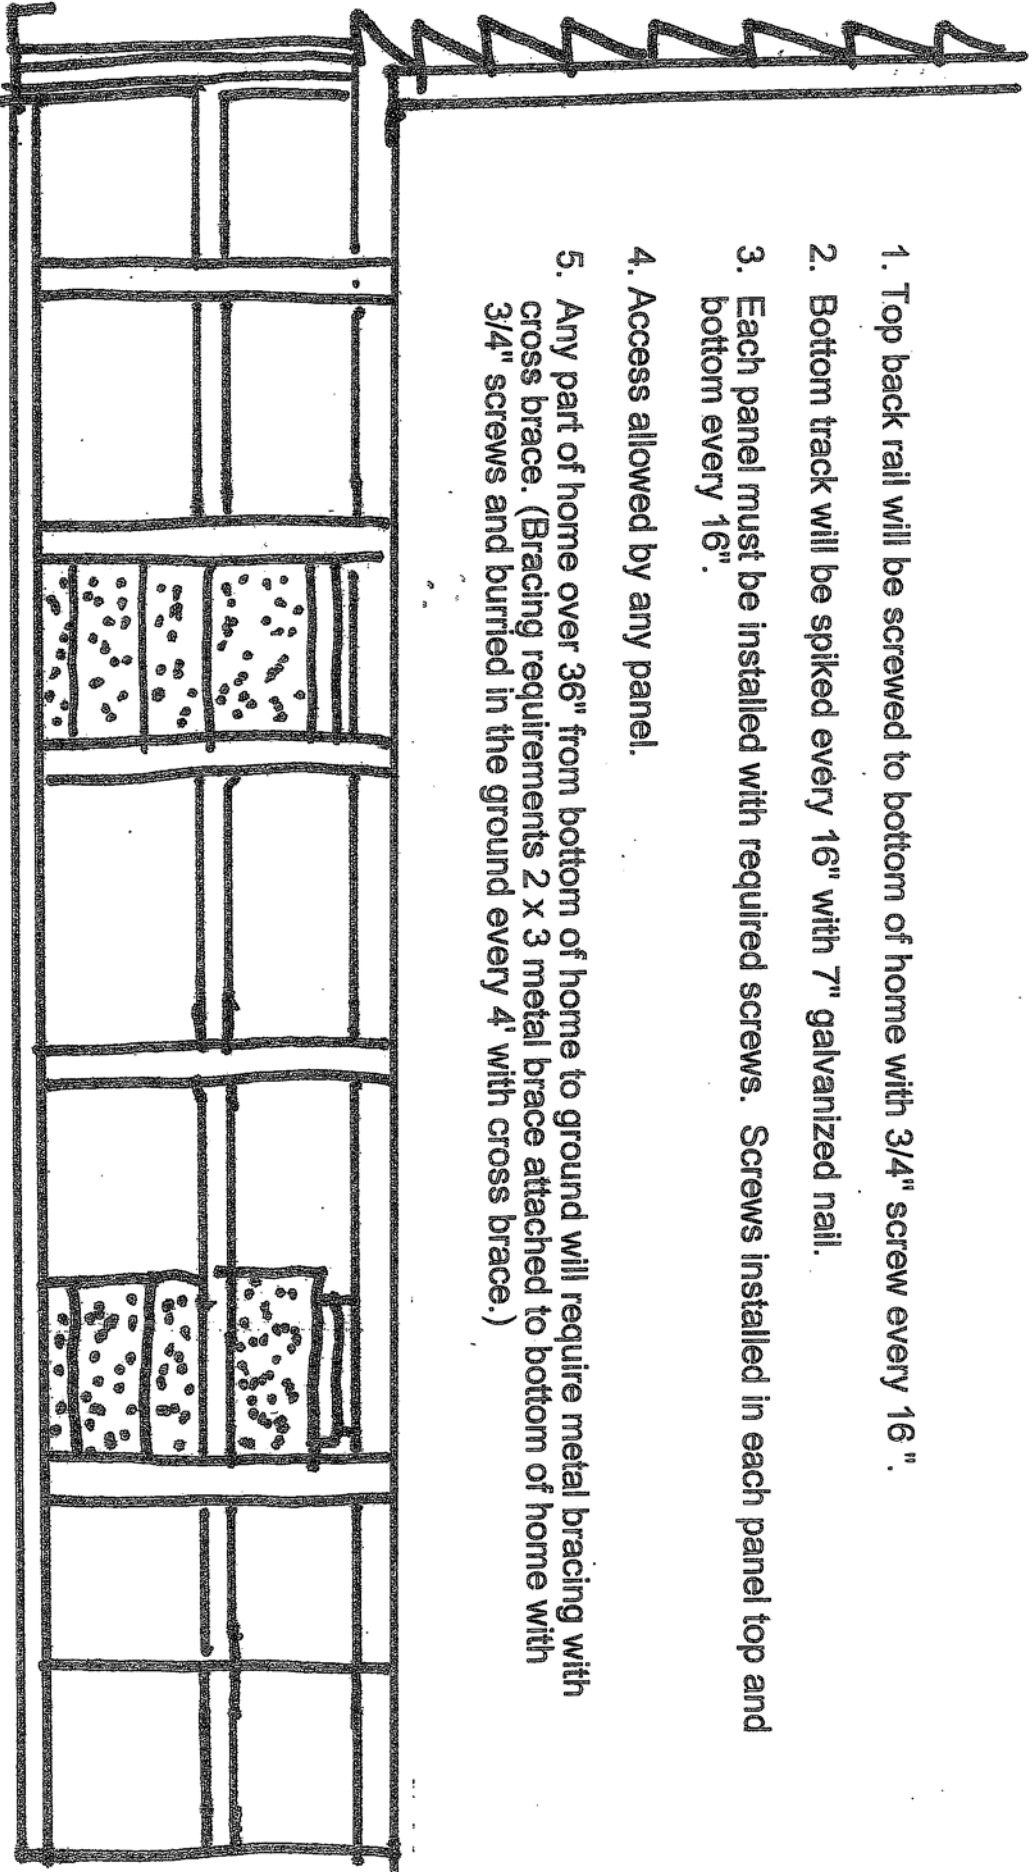 1. Top back rail will be screwed to bottom of home with 3/4" screw every 16 ".
2. Bottom track will be spiked every 16" with 7" galvanized nail.
3. Each panel must be installed with required screws. Screws installed in each panel top and
bottom every 16".
4. Access allowed by any panel.
5. Any part of home over 36" from bottom of home to ground will require metal bracing with
cross brace. (Bracing requirements 2 x 3 metal brace attached to bottom of home with
3/4" screws and burried in the ground every 4' with cross brace.)